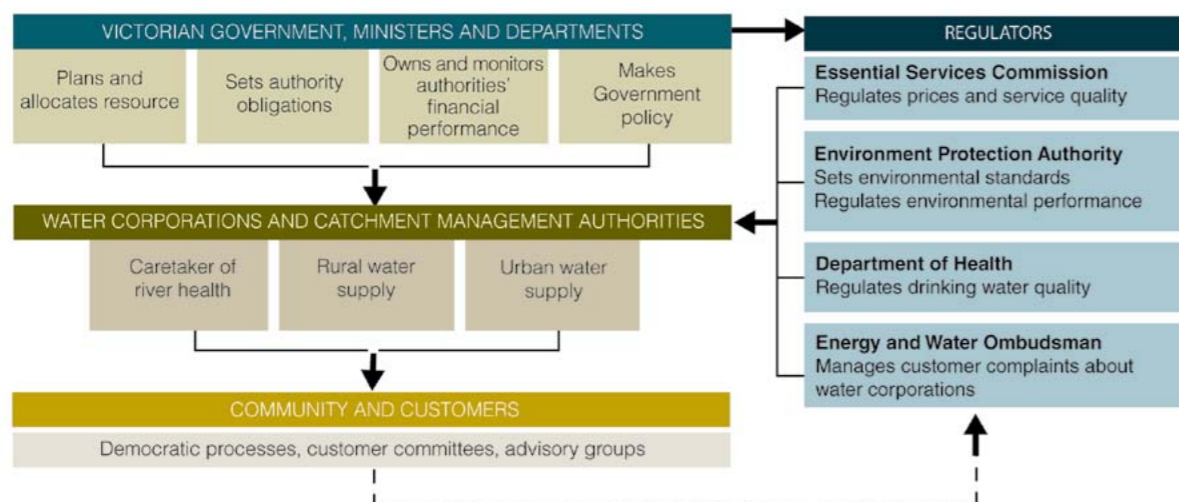 VICTORIAN GOVERNMENT, MINISTERS AND DEPARTMENTS
Plans and
allocates resource
Sets authority
obligations
Owns and monitors
authorities'
financial
performance
Makes
Government
policy
WATER CORPORATIONS AND CATCHMENT MANAGEMENT AUTHORITIES
Caretaker of
river health
Rural water
supply
Urban water
supply
COMMUNITY AND CUSTOMERS
Democratic processes, customer committees, advisory groups
REGULATORS
Essential Services Commission
Regulates prices and service quality
Environment Protection Authority
Sets environmental standards
Regulates environmental performance
Department of Health
Regulates drinking water quality
Energy and Water Ombudsman
Manages customer complaints about
water corporations